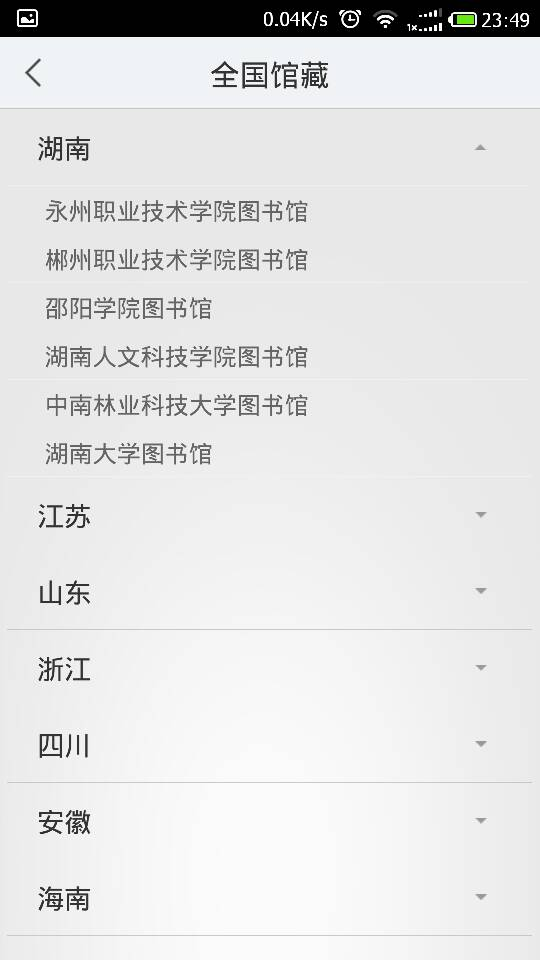 0.04K/s 1× 23:49
全国馆藏
湖南
永州职业技术学院图书馆
郴州职业技术学院图书馆
邵阳学院图书馆
湖南人文科技学院图书馆
中南林业科技大学图书馆
湖南大学图书馆
江苏
山东
浙江
四川
安徽
海南